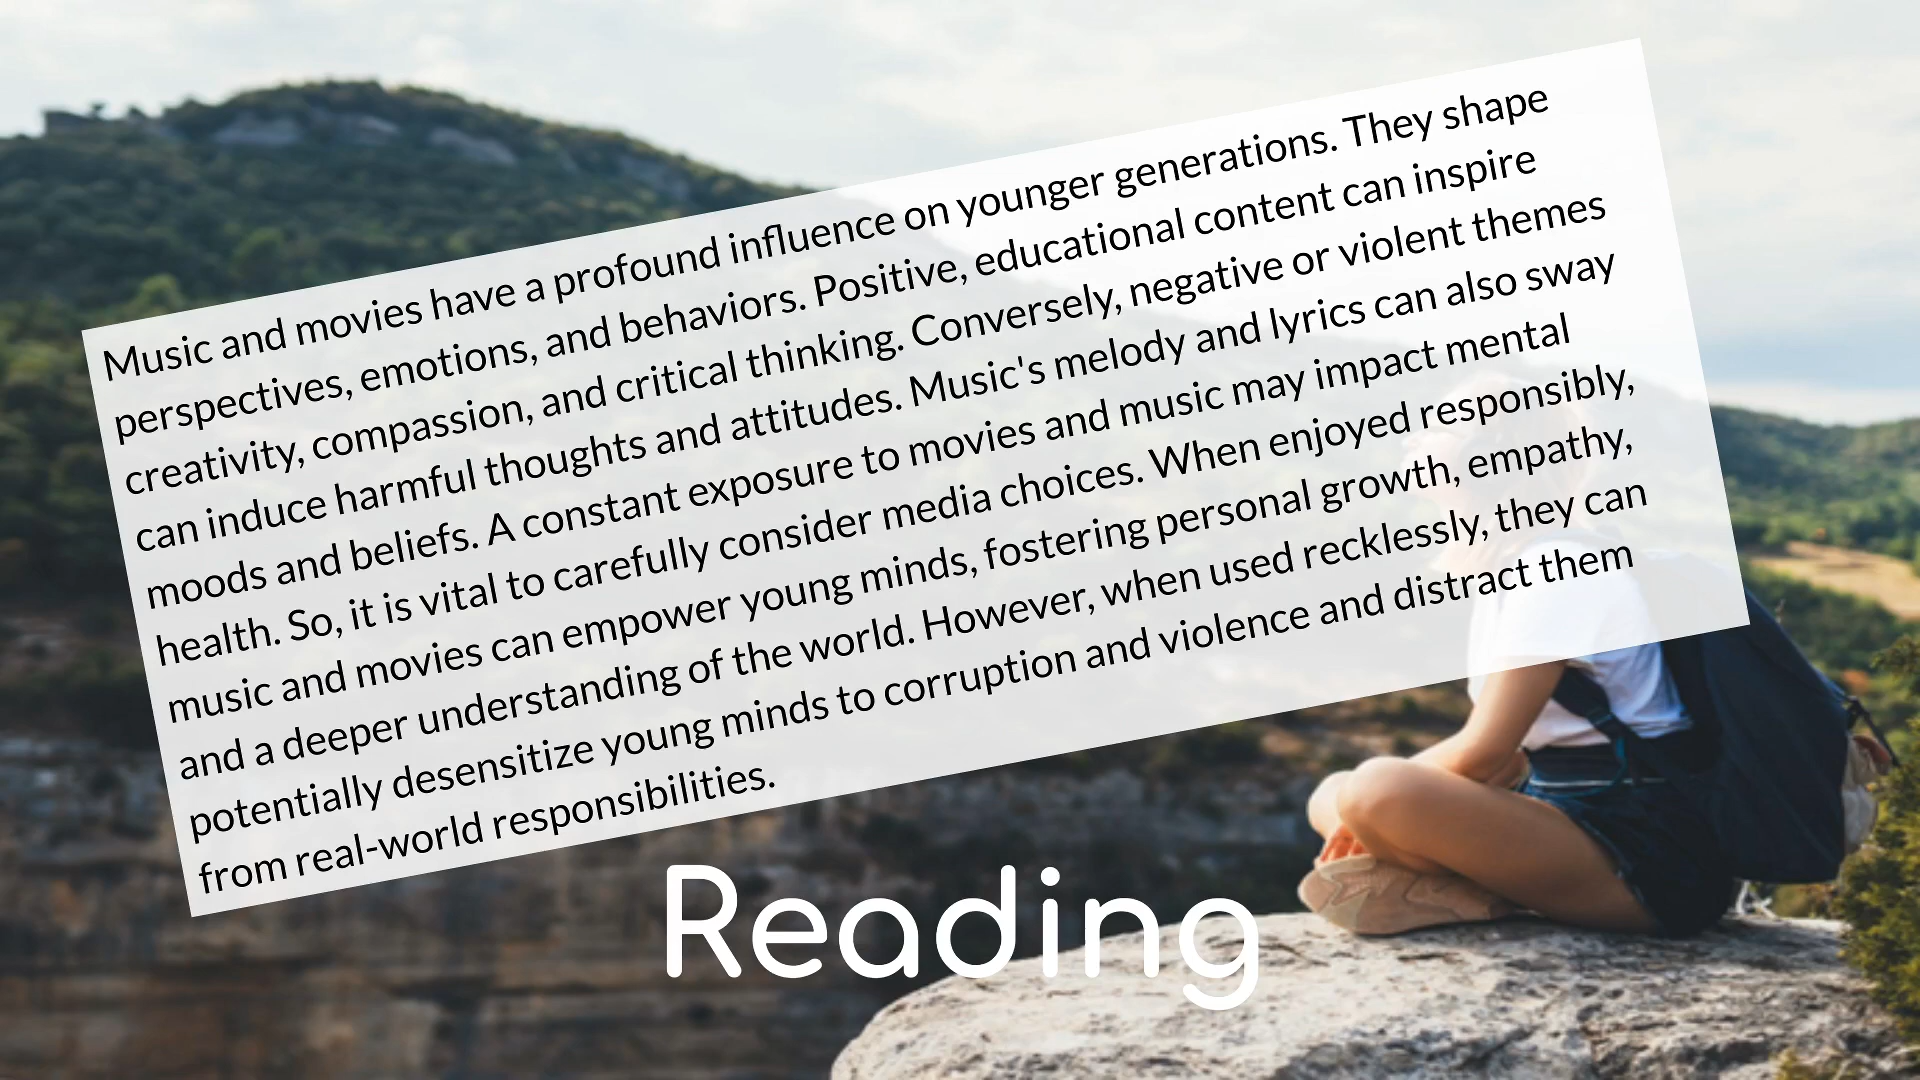 Music and movies have a profound influence on younger generations. They shape
perspectives, emotions, and behaviors. Positive, educational content can inspire
creativity, compassion, and critical thinking. Conversely, negative or violent themes
can induce harmful thoughts and attitudes. Music's melody and lyrics can also sway
moods and beliefs. A constant exposure to movies and music may impact mental
health. So, it is vital to carefully consider media choices. When enjoyed responsibly,
music and movies can empower young minds, fostering personal growth, empathy,
and a deeper understanding of the world. However, when used recklessly, they can
potentially desensitize young minds to corruption and violence and distract them
from real-world responsibilities.
Reading